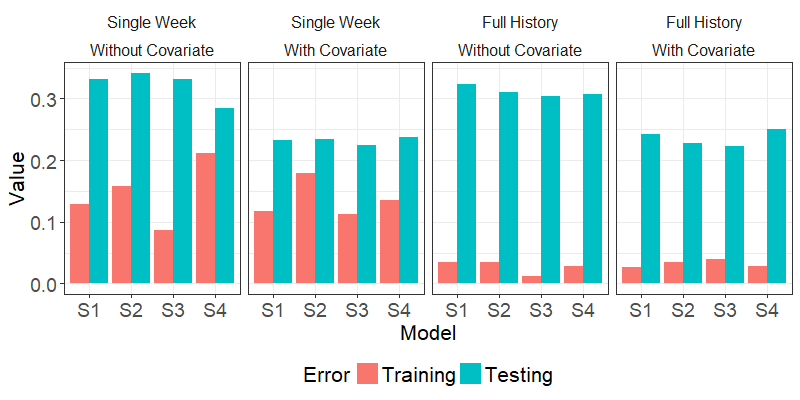 Single Week
Single Week
Full History
Full History
Without Covariate
With Covariate
Without Covariate
With Covariate
Value
0.3
0.2
0.1
0.0
S1 S2 S3 S4
S1 S2 S3 S4
S1 S2 S3 S4
S1 S2 S3 S4
Model
Error Training Testing